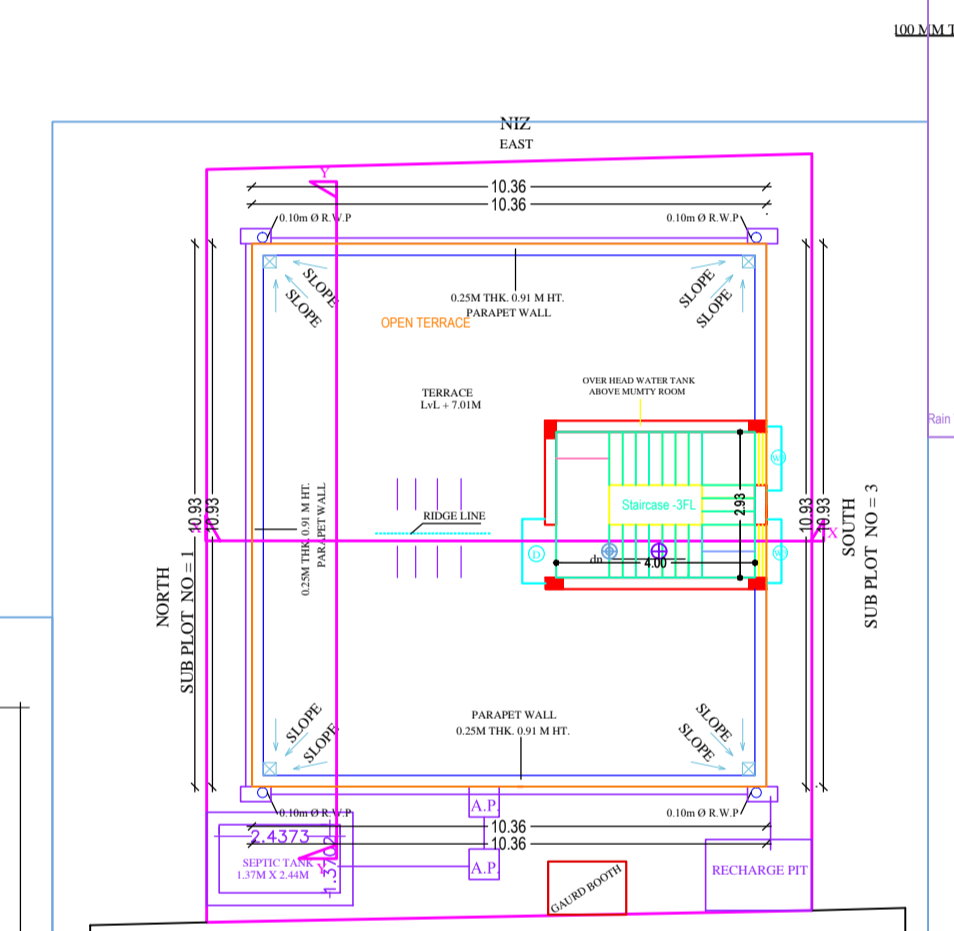 100 MM T
NIZ
EAST
Y
10.36
10.36
0.10m Ø R.W.P
0.10m Ø R.W.P
SLOPE
SLOPE
SLOPE
SLOPE
0.25M THK. 0.91 M HT.
PARAPET WALL
OPEN TERRACE
OVER HEAD WATER TANK
ABOVE MUMTY ROOM
TERRACE
LvL + 7.01M
Rain
Staircase -3FL
2.93
4.00
dn
D
W
W
RIDGE LINE
0.25M THK. 0.91 M HT.
PARAPET WALL
10.93
10.93
10.93
10.93
X
NORTH
SUB PLOT NO = 1
SOUTH
SUB PLOT NO = 3
SLOPE
SLOPE
SLOPE
SLOPE
PARAPET WALL
0.25M THK. 0.91 M HT.
0.10m Ø R.W.P
0.10m Ø R.W.P
A.P.
10.36
10.36
2.4373
SEPTIC TANK
1.37M X 2.44M
A.P.
GAURD BOOTH
RECHARGE PIT